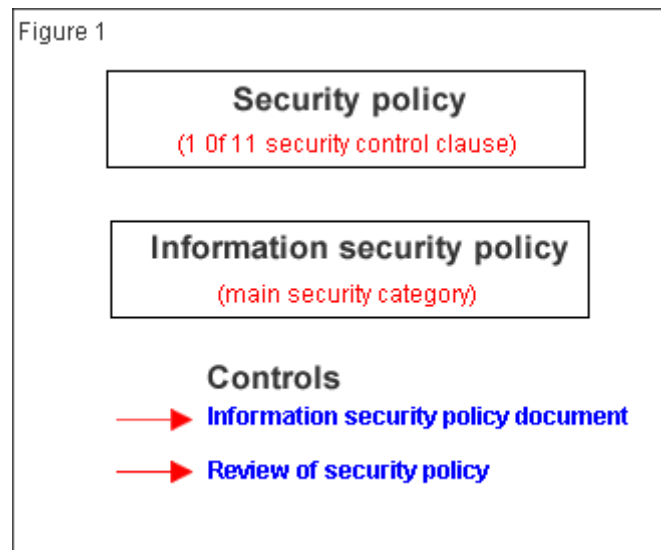 Figure 1
Security policy
(1 0f 11 security control clause)
Information security policy
(main security category)
Controls
Information security policy document
Review of security policy